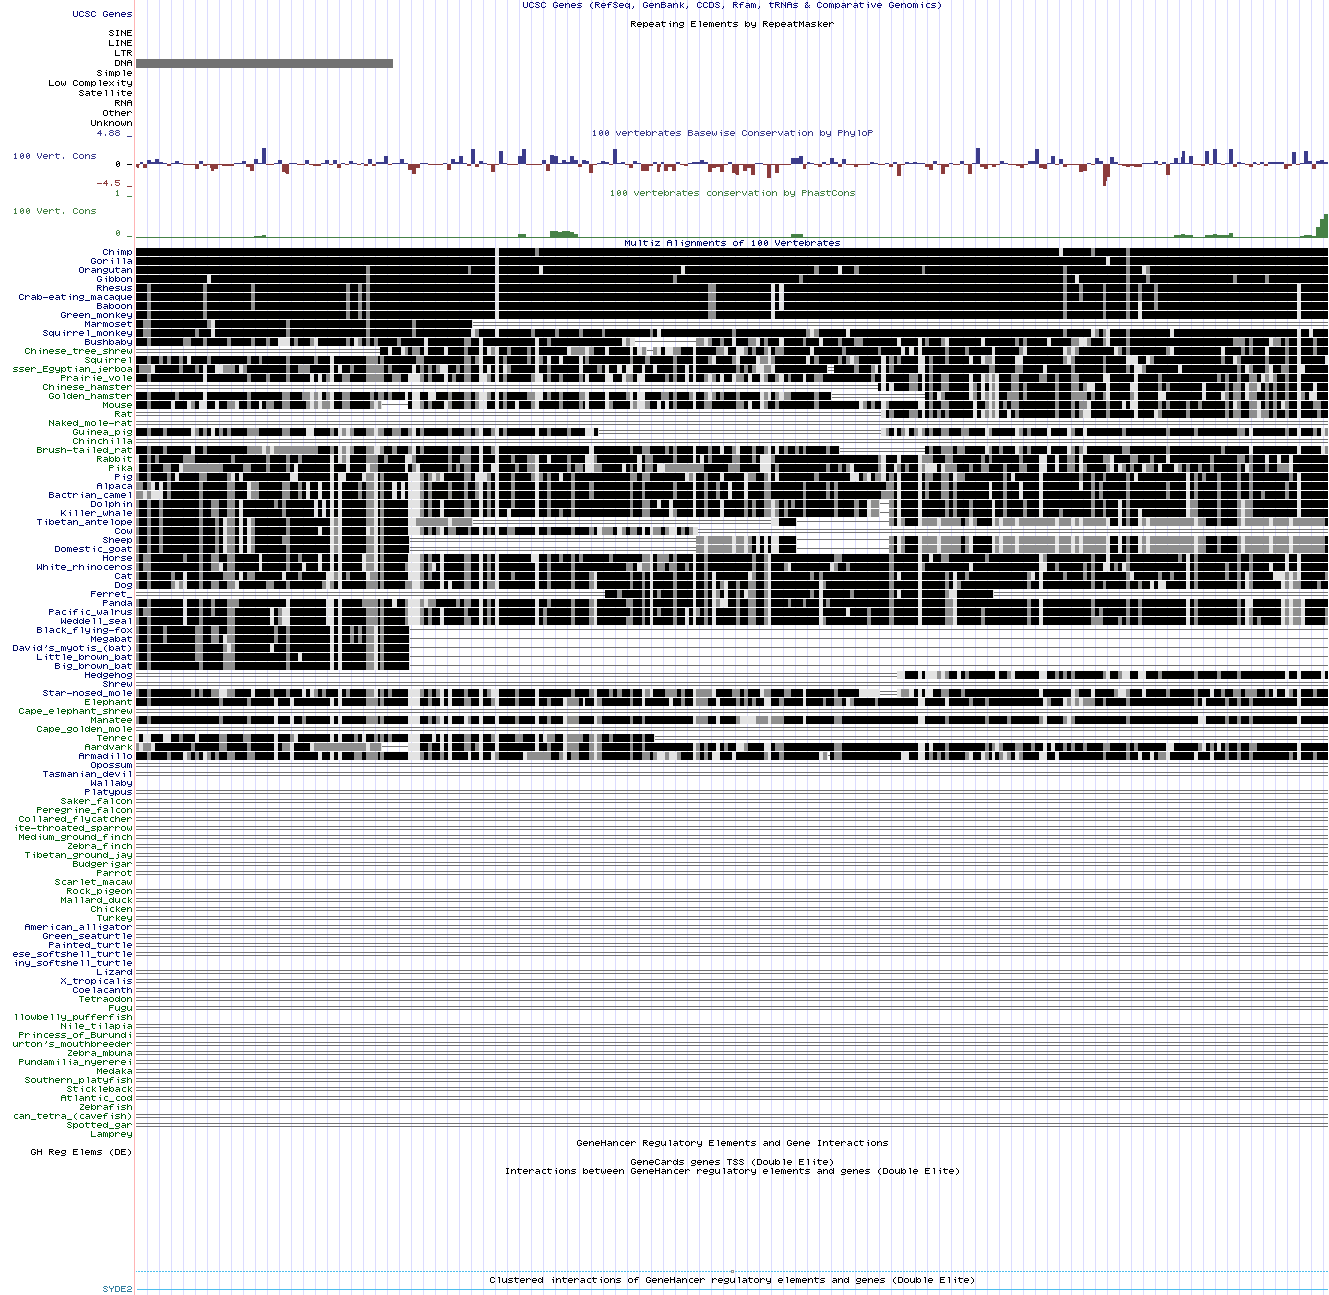 UCSC Genes (RefSeq, GenBank, CCDS, Rfam, tRNAs & Comparative Genomics)
UCSC Genes
Repeating Elements by RepeatMasker
SINE
LINE
LTR
DNA
Simple
Low Complexity
Satellite
RNA
Other
Unknown
100 vertebrates Basewise Conservation by PhyloP
4.88 _
100 Vert. Cons
0 -
-4.5 _
100 vertebrates conservation by PhastCons
1 _
100 Vert. Cons
0 _
Multiz Alignments of 100 Vertebrates
Chimp
Gorilla
Orangutan
Gibbon
Rhesus
Crab-eating_macaque
Baboon
Green_monkey
Marmoset
Squirrel_monkey
Bushbaby
Chinese_tree_shrew
Squirrel
sser_Egyptian_jerboa
Prairie_vole
Chinese_hamster
Golden_hamster
Mouse
Rat
Naked_mole-rat
Guinea_pig
Chinchilla
Brush-tailed_rat
Rabbit
Pika
Pig
Alpaca
Bactrian_camel
Dolphin
Killer_whale
Tibetan_antelope
Cow
Sheep
Domestic_goat
Horse
White_rhinoceros
Cat
Dog
Ferret_
Panda
Pacific_walrus
Weddell_seal
Black_flying-fox
Megabat
David's_myotis_(bat)
Little_brown_bat
Big_brown_bat
Hedgehog
Shrew
Star-nosed_mole
Elephant
Cape_elephant_shrew
Manatee
Cape_golden_mole
Tenrec
Aardvark
Armadillo
Opossum
Tasmanian_devil
Wallaby
Platypus
Saker_falcon
Peregrine_falcon
Collared_flycatcher
ite-throated_sparrow
Medium_ground_finch
Zebra_finch
Tibetan_ground_jay
Budgerigar
Parrot
Scarlet_macaw
Rock_pigeon
Mallard_duck
Chicken
Turkey
American_alligator
Green_seaturtle
Painted_turtle
ese_softshell_turtle
iny_softshell_turtle
Lizard
X_tropicalis
Coelacanth
Tetraodon
Fugu
llowbelly_pufferfish
Nile_tilapia
Princess_of_Burundi
urton's_mouthbreeder
Zebra_mbuna
Pundamilia_nyererei
Medaka
Southern_platyfish
Stickleback
Atlantic_cod
Zebrafish
can_tetra_(cavefish)
Spotted_gar
Lamprey
GeneHancer Regulatory Elements and Gene Interactions
GH Reg Elems (DE)
GeneCards genes TSS (Double Elite)
Interactions between GeneHancer regulatory elements and genes (Double Elite)
Clustered interactions of GeneHancer regulatory elements and genes (Double Elite)
SYDE2